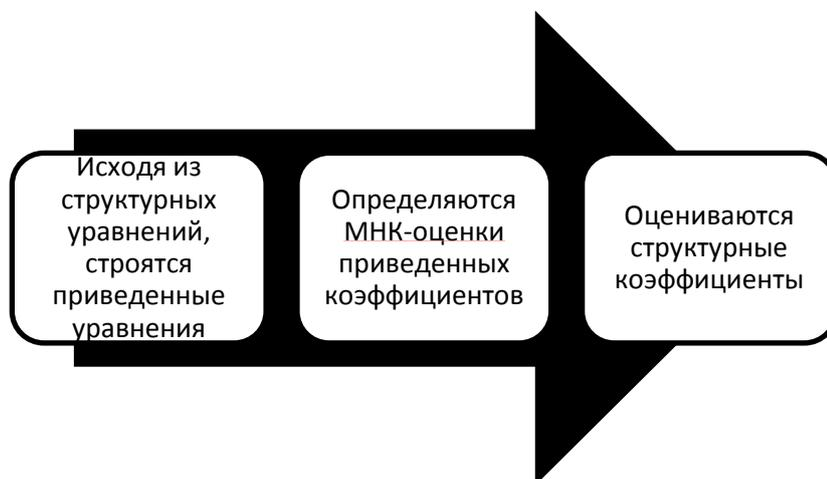 Исходя из
структурных
уравнений,
строятся
приведенные
уравнения
Определяются
МНК-оценки
приведенных
коэффициентов
Оцениваются
структурные
коэффициенты